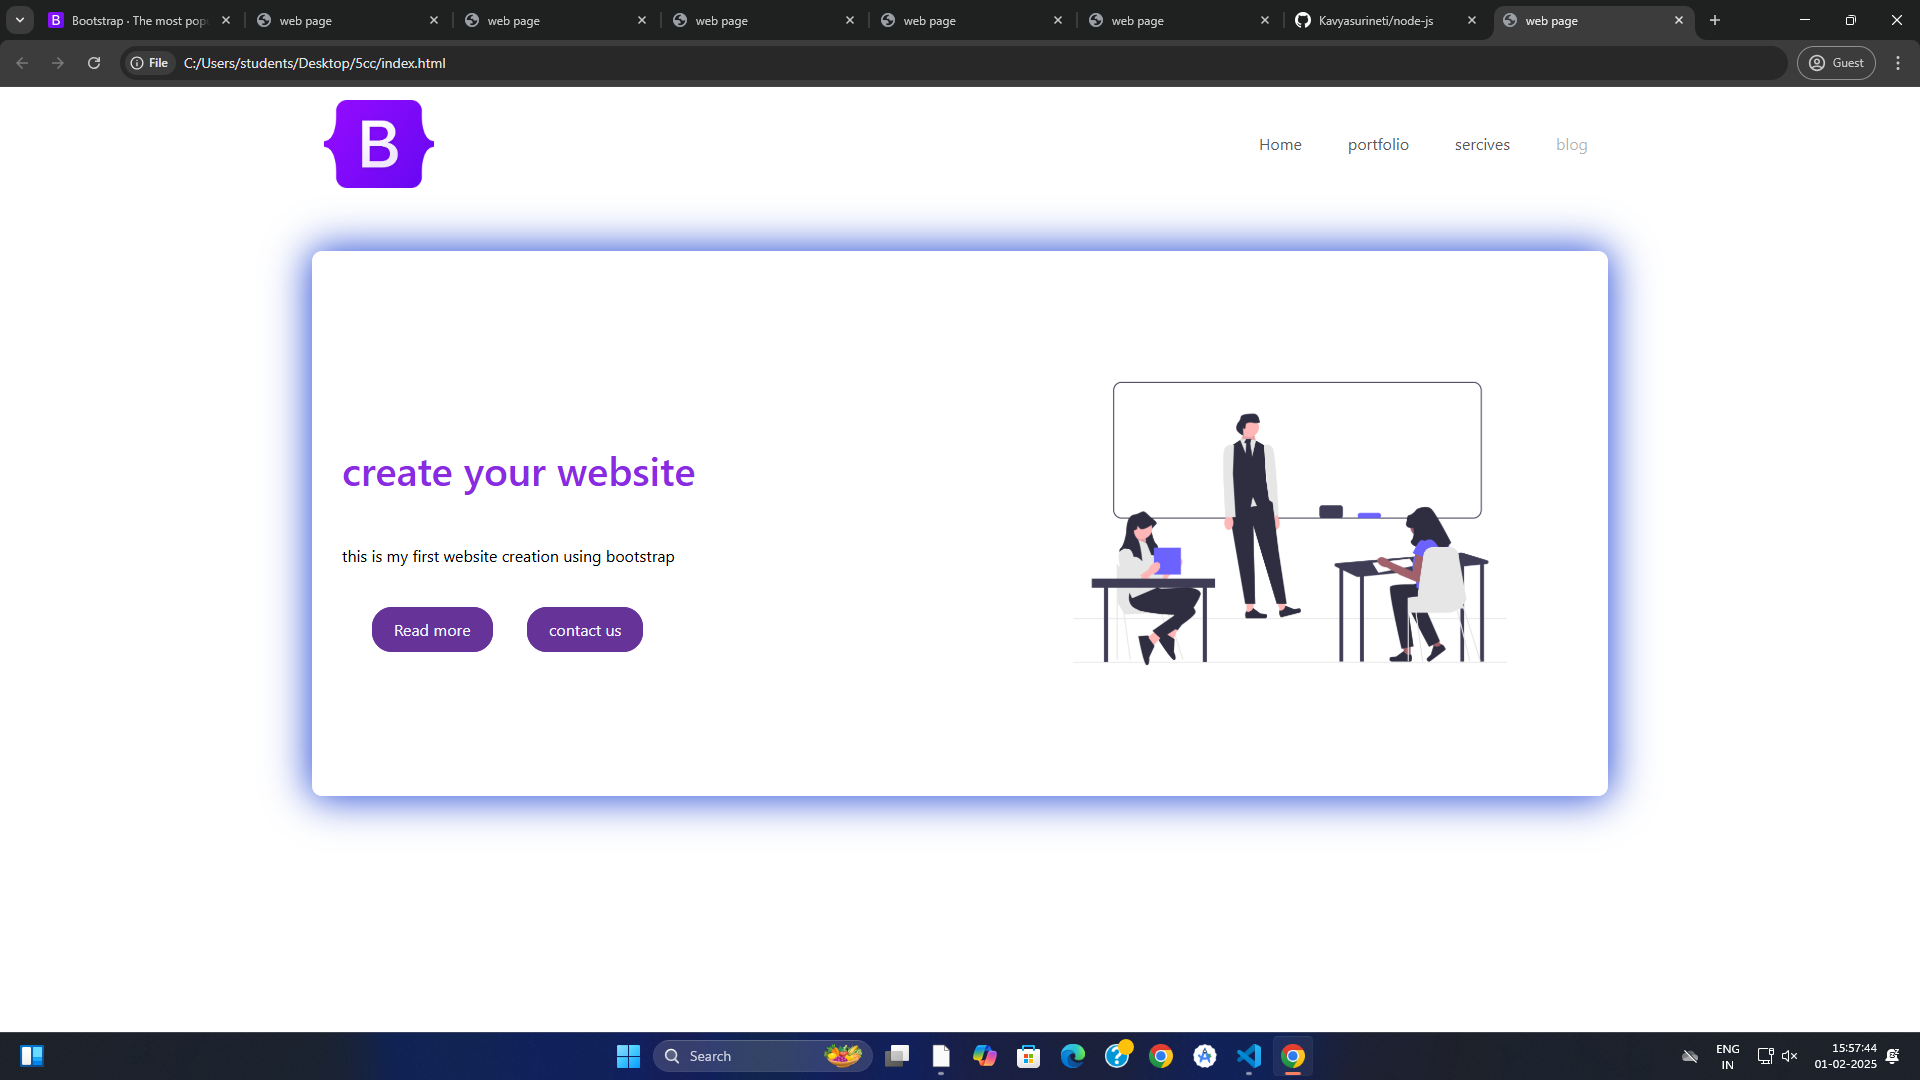 Bootstrap · The most pop
web page
web page
web page
web page
web page
Kavyasurineti/node-js
web page
File
C:/Users/students/Desktop/5cc/index.html
Guest
B
Home
portfolio
sercives
blog
create your website
this is my first website creation using bootstrap
Read more
contact us
Search
ENG
IN
15:57:44
01-02-2025